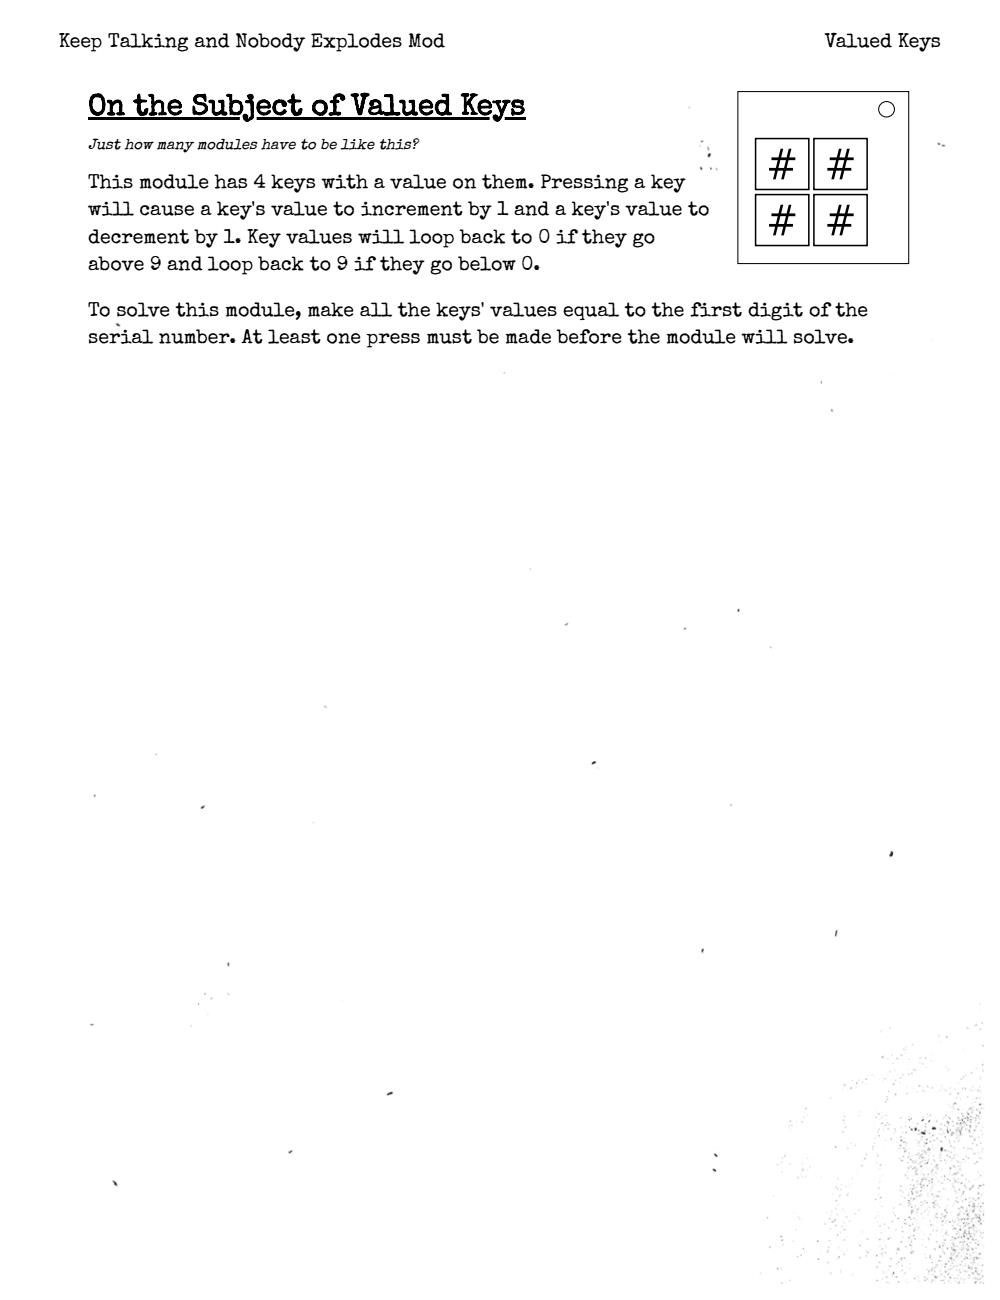 Keep Talking and Nobody Explodes Mod
Valued Keys
On the Subject of Valued Keys
Just how many modules have to be like this?
This module has 4 keys with a value on them. Pressing a key
will cause a key's value to increment by 1 and a key's value to
decrement by 1. Key values will loop back to 0 if they go
above 9 and loop back to 9 if they go below 0.
# #
# #
To solve this module, make all the keys' values equal to the first digit of the
serial number. At least one press must be made before the module will solve.